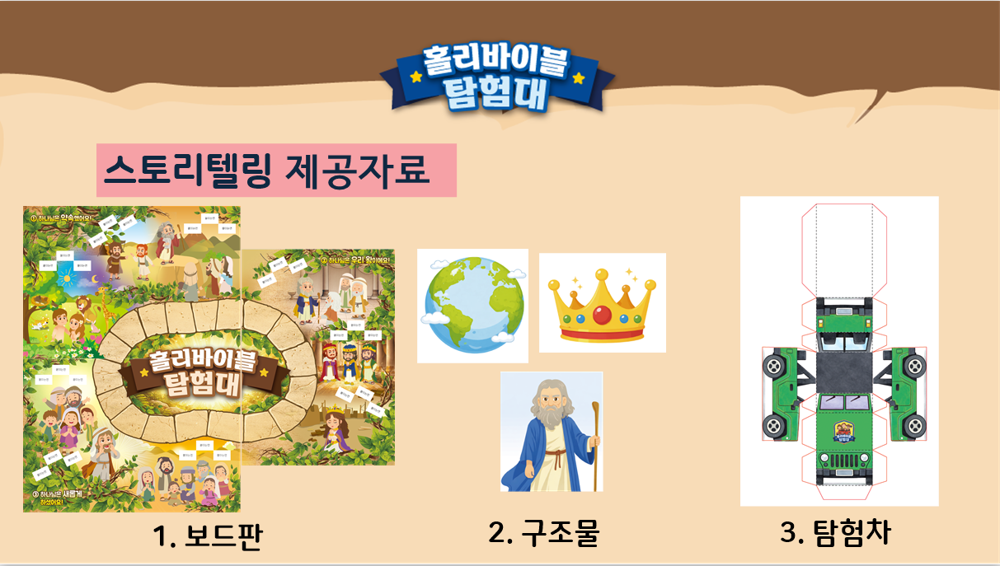 홀리바이블
탐험대
스토리텔링 제공자료
① 하나님은 약속했어요!
② 하나님은 우리 왕이에요!
홀리바이블
탐험대
③ 하나님은 새롭게
하셨어요!
1. 보드판
2. 구조물
3. 탐험차